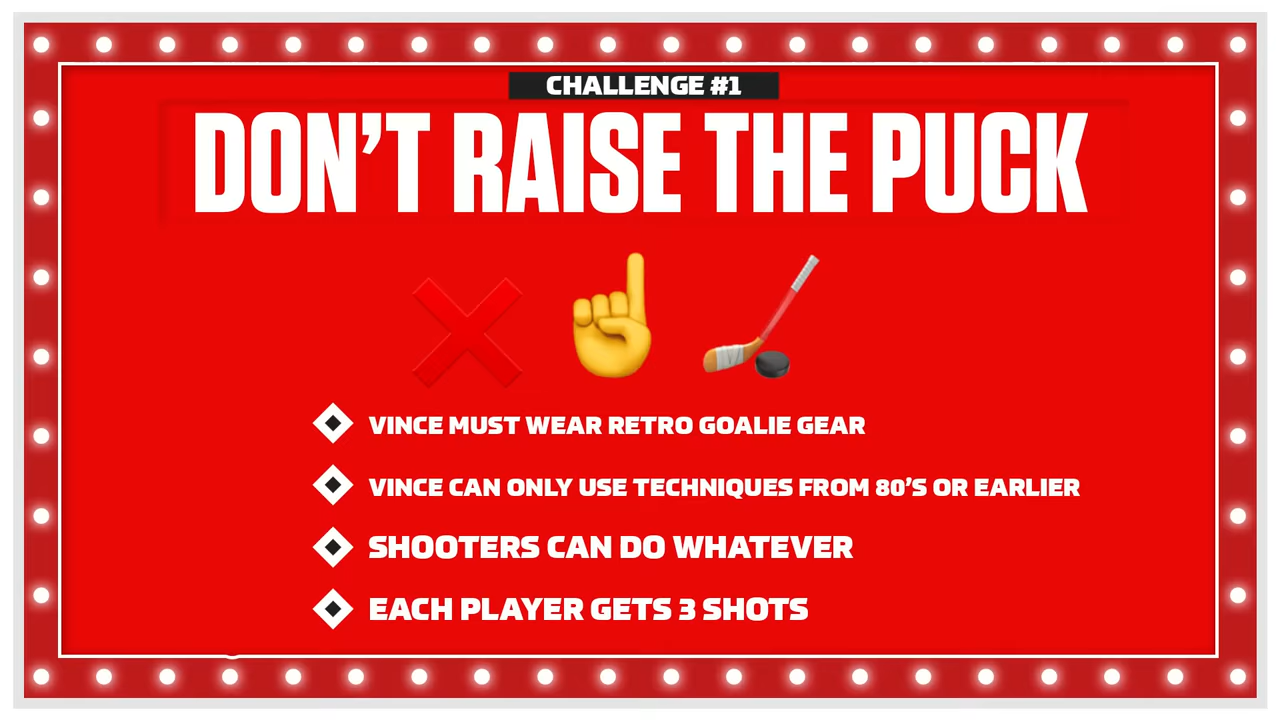 CHALLENGE #1
DON'T RAISE THE PUCK
VINCE MUST WEAR RETRO GOALIE GEAR
VINCE CAN ONLY USE TECHNIQUES FROM 80'S OR EARLIER
SHOOTERS CAN DO WHATEVER
EACH PLAYER GETS 3 SHOTS